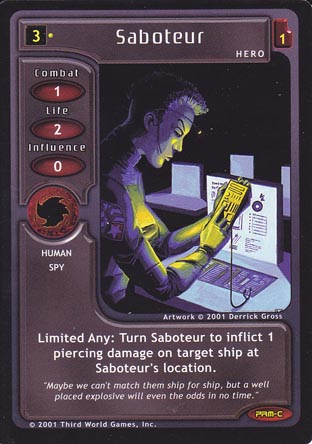 3
Saboteur
1
HERO
Combat
1
Life
2
Influence
0
HUMAN
SPY
Artwork © 2001 Derrick Gross
Limited Any: Turn Saboteur to inflict 1
piercing damage on target ship at
Saboteur's location.
"Maybe we can't match them ship for ship, but a well
placed explosive will even the odds in no time."
PRM-C
© 2001 Third World Games, Inc.